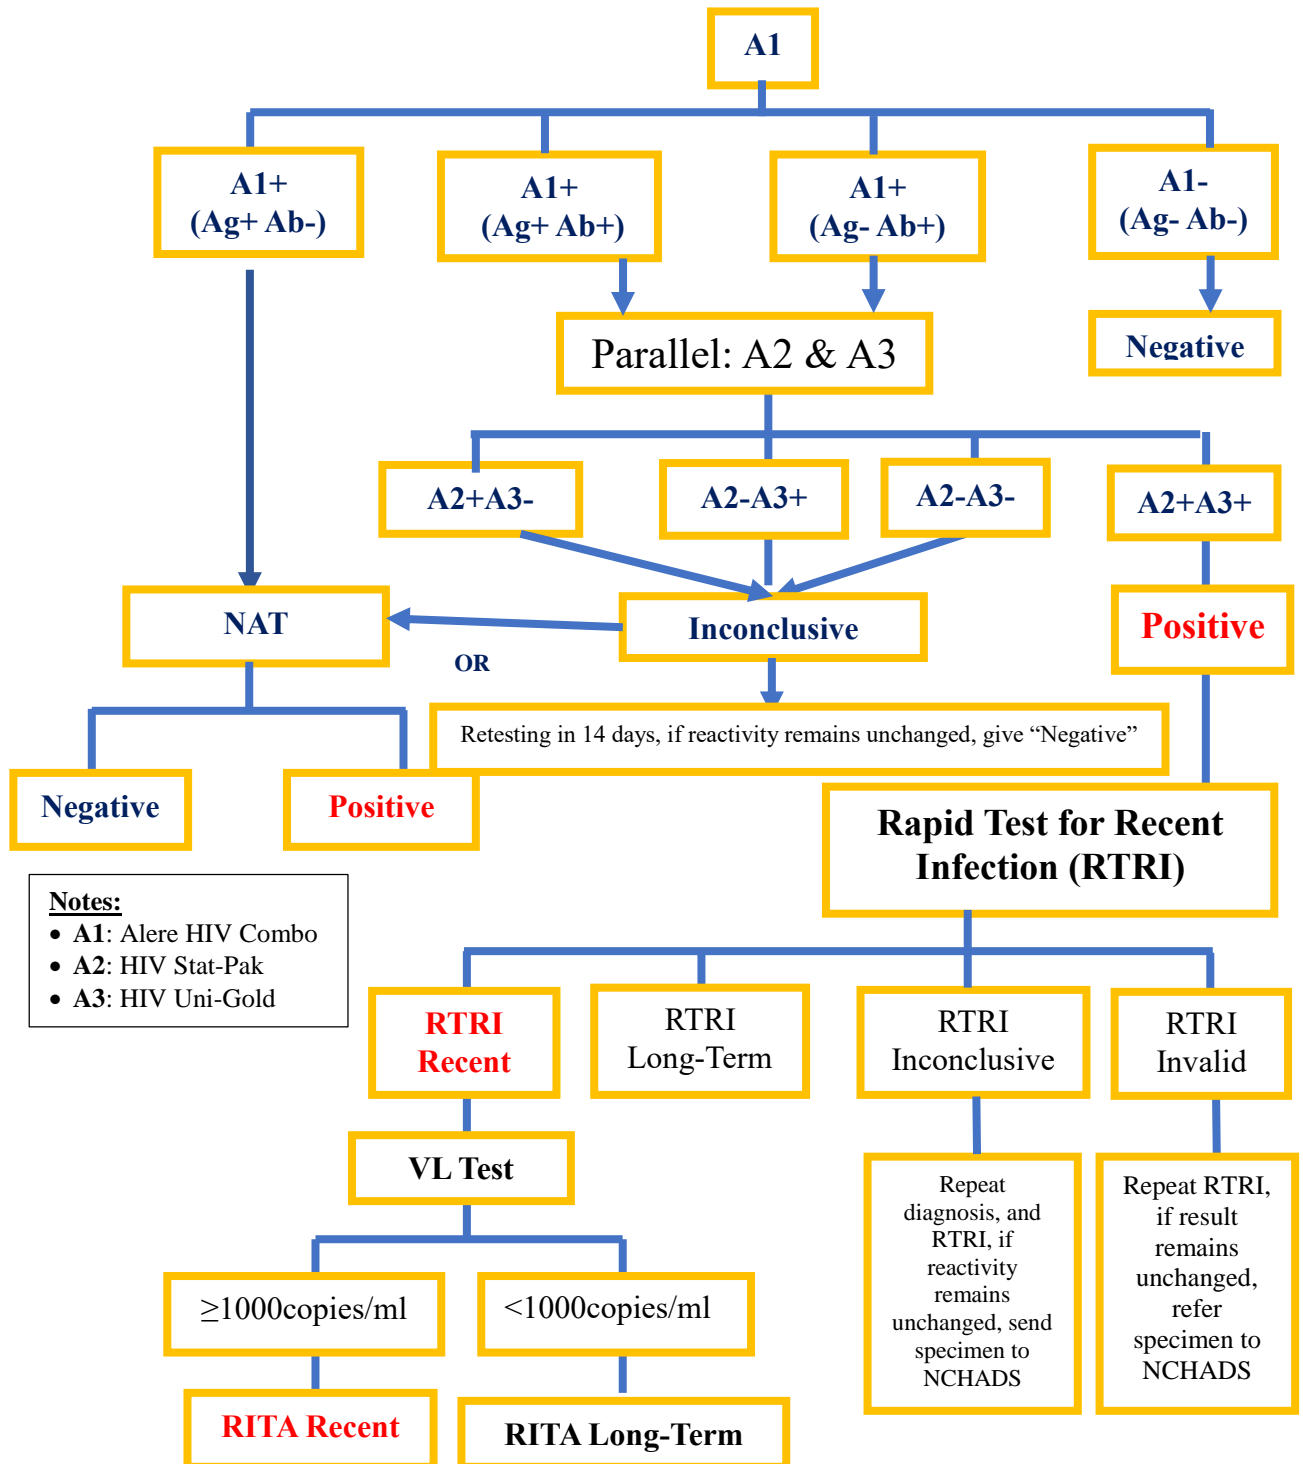 A1
A1+
(Ag+ Ab-)
A1+
(Ag+ Ab+)
A1+
(Ag- Ab+)
A1-
(Ag- Ab-)
Parallel: A2 & A3
Negative
A2+A3-
A2-A3+
A2-A3-
A2+A3+
NAT
OR
Inconclusive
Positive
Retesting in 14 days, if reactivity remains unchanged, give “Negative”
Negative
Positive
Rapid Test for Recent
Infection (RTRI)
Notes:
• A1: Alere HIV Combo
• A2: HIV Stat-Pak
• A3: HIV Uni-Gold
RTRI
Recent
RTRI
Long-Term
RTRI
Inconclusive
RTRI
Invalid
VL Test
Repeat
diagnosis, and
RTRI, if
reactivity
remains
unchanged, send
specimen to
NCHADS
Repeat RTRI,
if result
remains
unchanged,
refer
specimen to
NCHADS
≥1000copies/ml
<1000copies/ml
RITA Recent
RITA Long-Term